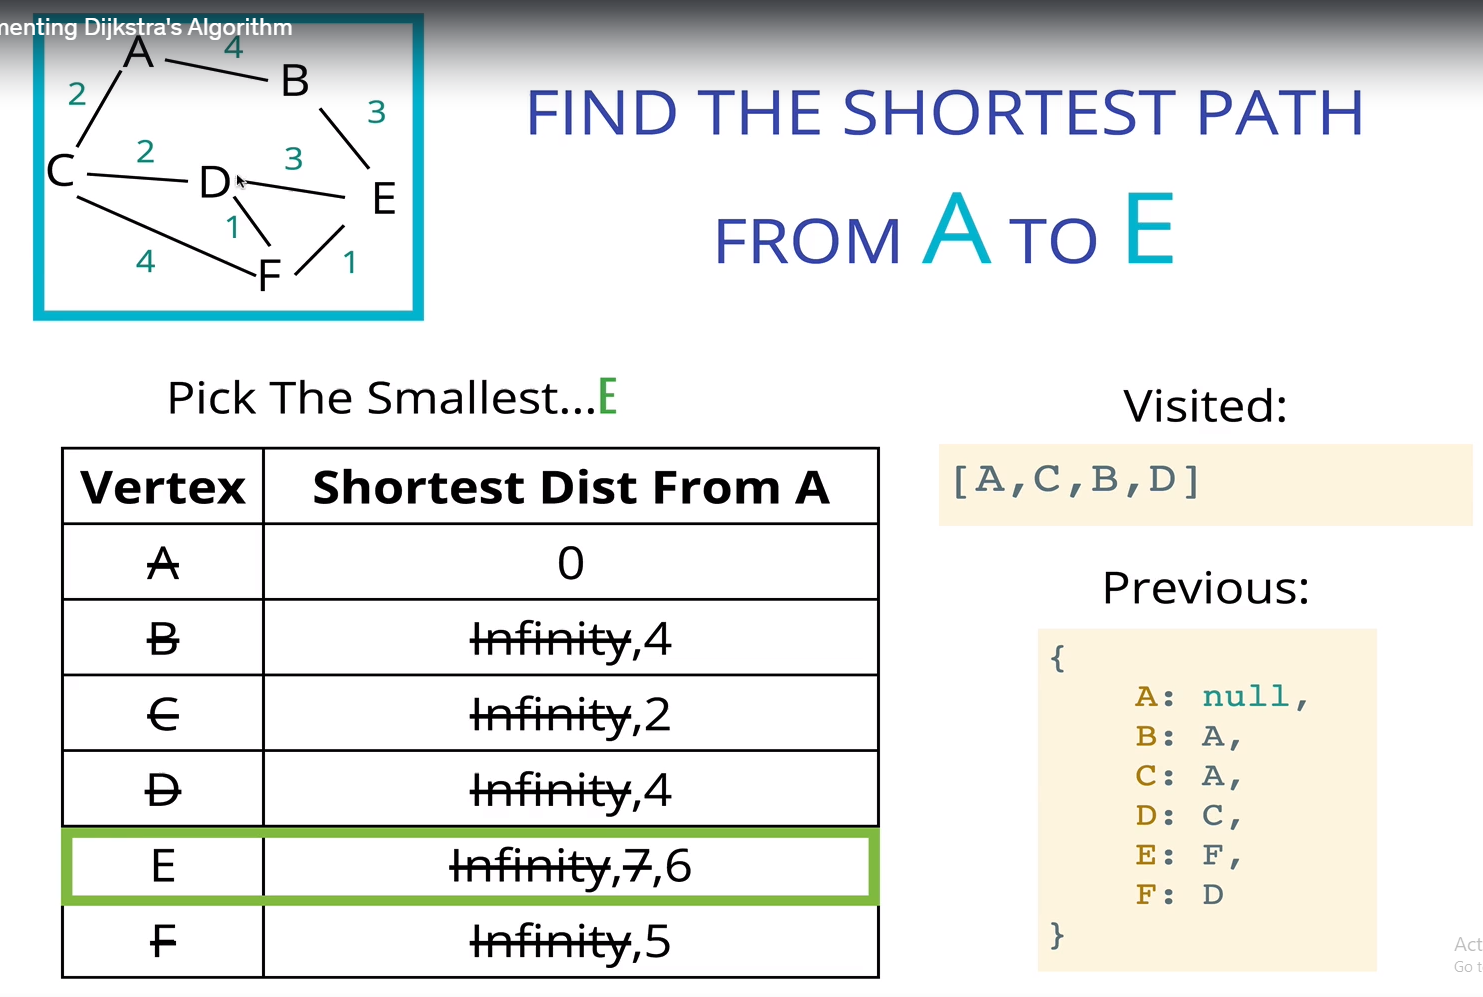 menting Dijkstra's Algorithm
A
4
B
2
3
C
2
D
3
E
1
4
F
1
FIND THE SHORTEST PATH
FROM A TO E
Pick The Smallest...E
Vertex Shortest Dist From A
A 0
B Infinity,4
C Infinity,2
D Infinity,4
E Infinity,7,6
F Infinity,5
Visited:
[A,C,B,D]
Previous:
{
A: null,
B: A,
C: A,
D: C,
E: F,
F: D
}
Act
Go t